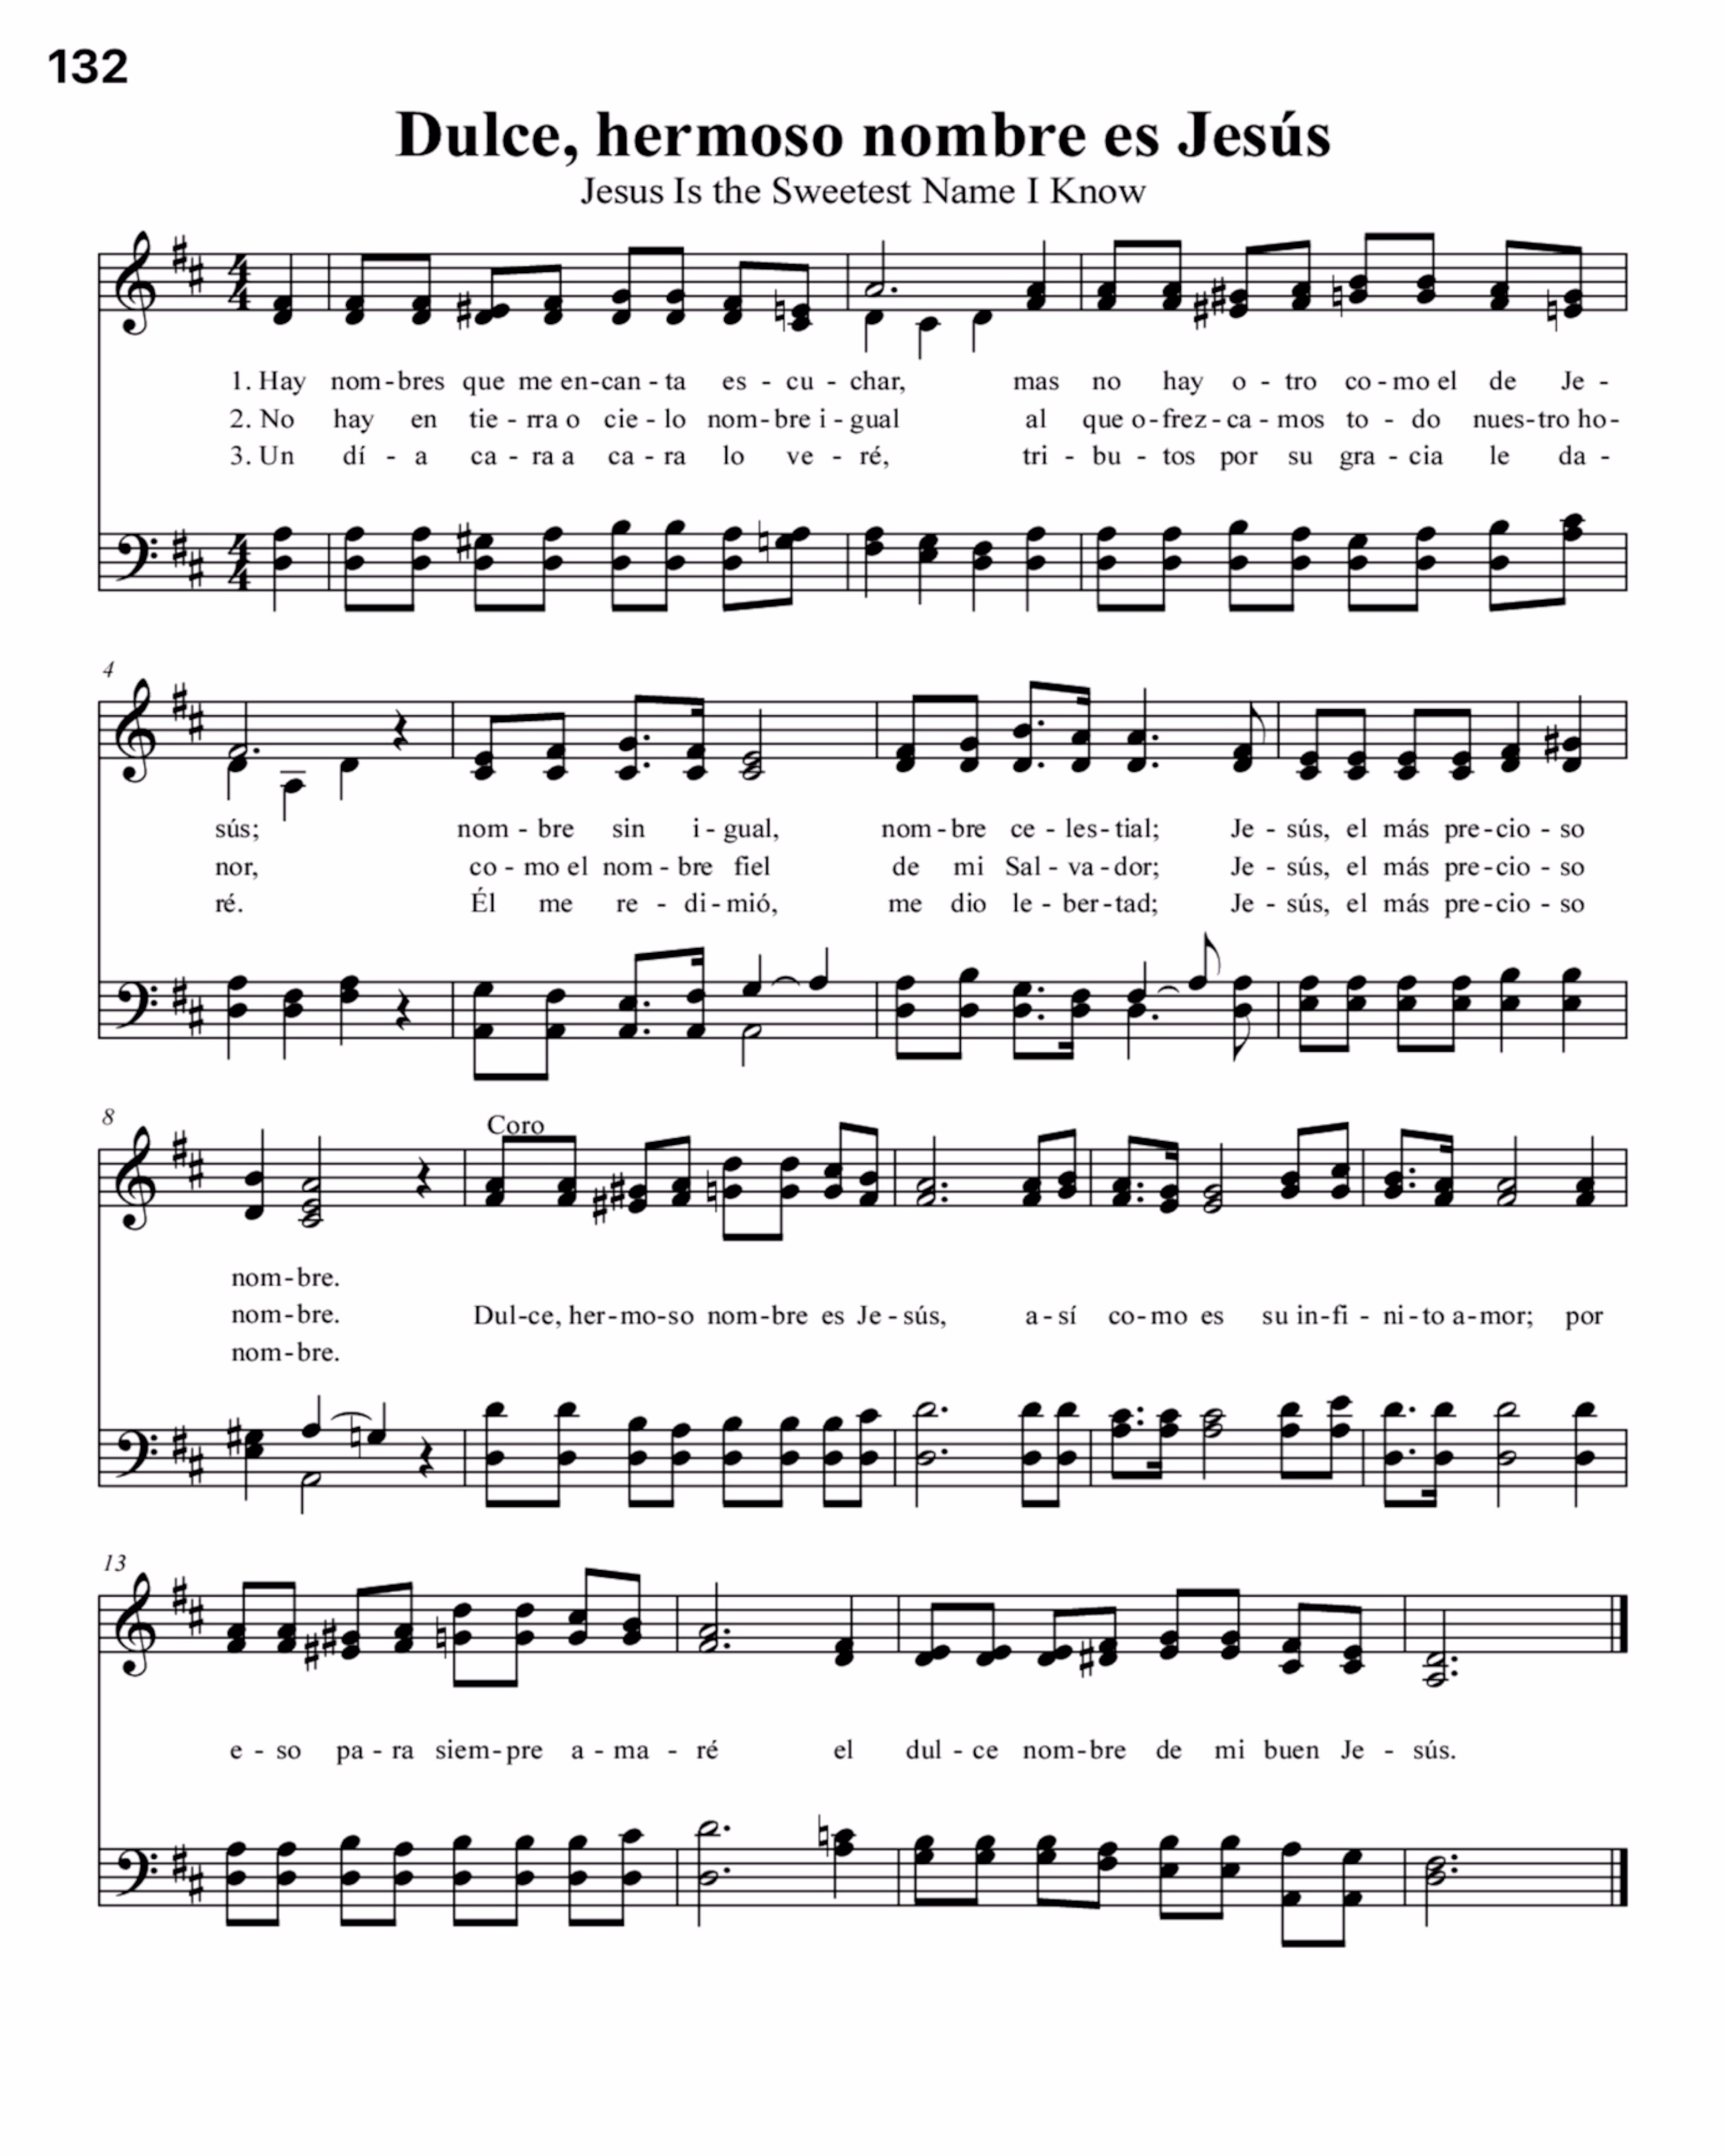 132
Dulce, hermoso nombre es Jesús
Jesus Is the Sweetest Name I Know
1. Hay nom-bres que me en-can-ta es-cu-char, mas no hay o-tro co-mo el de Je-
2. No hay en tie-rra o cie-lo nom-bre i-gual al que o-frez-ca-mos to-do nues-tro ho-
3. Un dí-a ca-ra a ca-ra lo ve-ré, tri-bu-tos por su gra-cia le da-
4
sús; nom-bre sin i-gual, nom-bre ce-les-tial; Je-sús, el más pre-cio-so
nor, co-mo el nom-bre fiel de mi Sal-va-dor; Je-sús, el más pre-cio-so
ré. Él me re-di-mió, me dio le-ber-tad; Je-sús, el más pre-cio-so
8
Coro
nom-bre.
nom-bre. Dul-ce, her-mo-so nom-bre es Je-sús, a-sí co-mo es su in-fi-ni-to a-mor; por
nom-bre.
13
e-so pa-ra siem-pre a-ma-ré el dul-ce nom-bre de mi buen Je-sús.